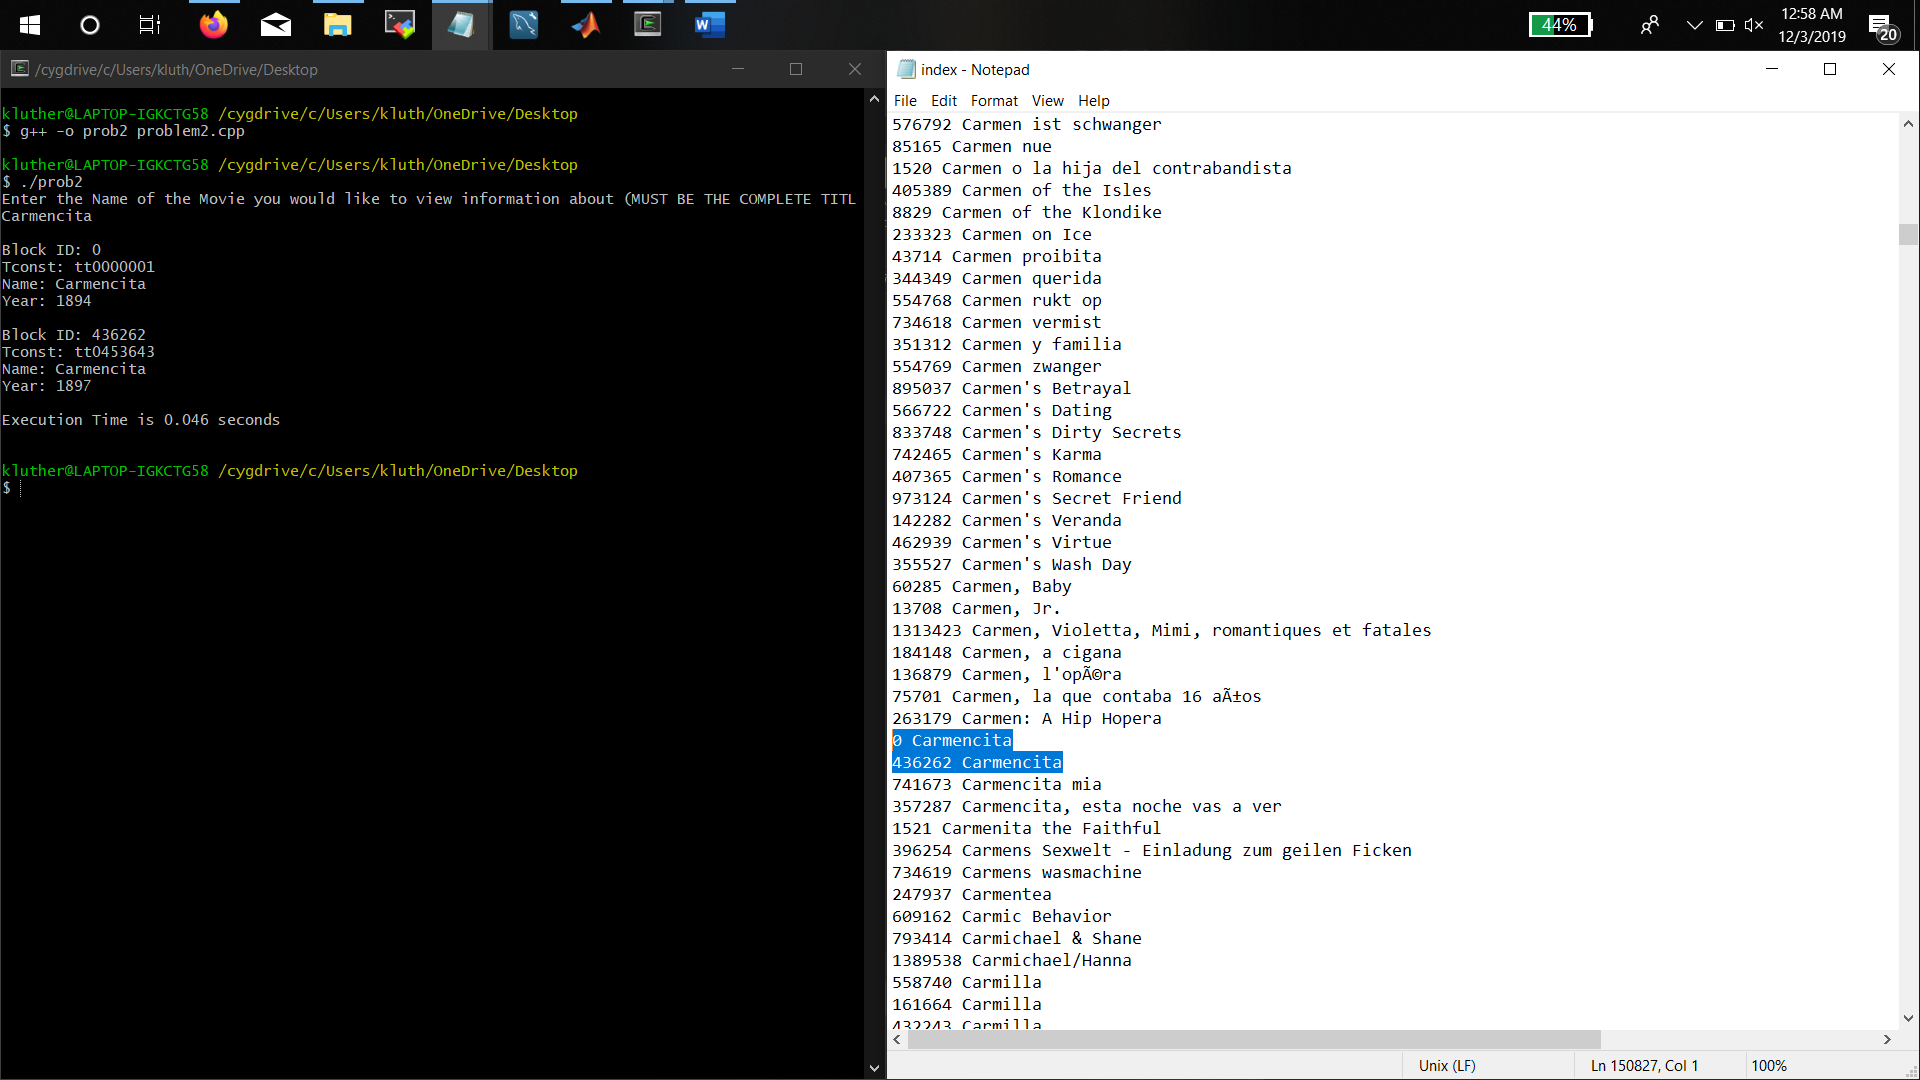 44%
12:58 AM
12/3/2019
20
/cygdrive/c/Users/kluth/OneDrive/Desktop
kluther@LAPTOP-IGKCTG58 /cygdrive/c/Users/kluth/OneDrive/Desktop
$ g++ -o prob2 problem2.cpp
kluther@LAPTOP-IGKCTG58 /cygdrive/c/Users/kluth/OneDrive/Desktop
$ ./prob2
Enter the Name of the Movie you would like to view information about (MUST BE THE COMPLETE TITL
Carmencita
Block ID: 0
Tconst: tt0000001
Name: Carmencita
Year: 1894
Block ID: 436262
Tconst: tt0453643
Name: Carmencita
Year: 1897
Execution Time is 0.046 seconds
kluther@LAPTOP-IGKCTG58 /cygdrive/c/Users/kluth/OneDrive/Desktop
$
index - Notepad
File Edit Format View Help
576792 Carmen ist schwanger
85165 Carmen nue
1520 Carmen o la hija del contrabandista
405389 Carmen of the Isles
8829 Carmen of the Klondike
233323 Carmen on Ice
43714 Carmen proibita
344349 Carmen querida
554768 Carmen rukt op
734618 Carmen vermist
351312 Carmen y familia
554769 Carmen zwanger
895037 Carmen's Betrayal
566722 Carmen's Dating
833748 Carmen's Dirty Secrets
742465 Carmen's Karma
407365 Carmen's Romance
973124 Carmen's Secret Friend
142282 Carmen's Veranda
462939 Carmen's Virtue
355527 Carmen's Wash Day
60285 Carmen, Baby
13708 Carmen, Jr.
1313423 Carmen, Violetta, Mimi, romantiques et fatales
184148 Carmen, a cigana
136879 Carmen, l'opÃ©ra
75701 Carmen, la que contaba 16 aÃ±os
263179 Carmen: A Hip Hopera
0 Carmencita
436262 Carmencita
741673 Carmencita mia
357287 Carmencita, esta noche vas a ver
1521 Carmenita the Faithful
396254 Carmens Sexwelt - Einladung zum geilen Ficken
734619 Carmens wasmachine
247937 Carmentea
609162 Carmic Behavior
793414 Carmichael & Shane
1389538 Carmichael/Hanna
558740 Carmilla
161664 Carmilla
432243 Carmilla
Unix (LF)
Ln 150827, Col 1
100%